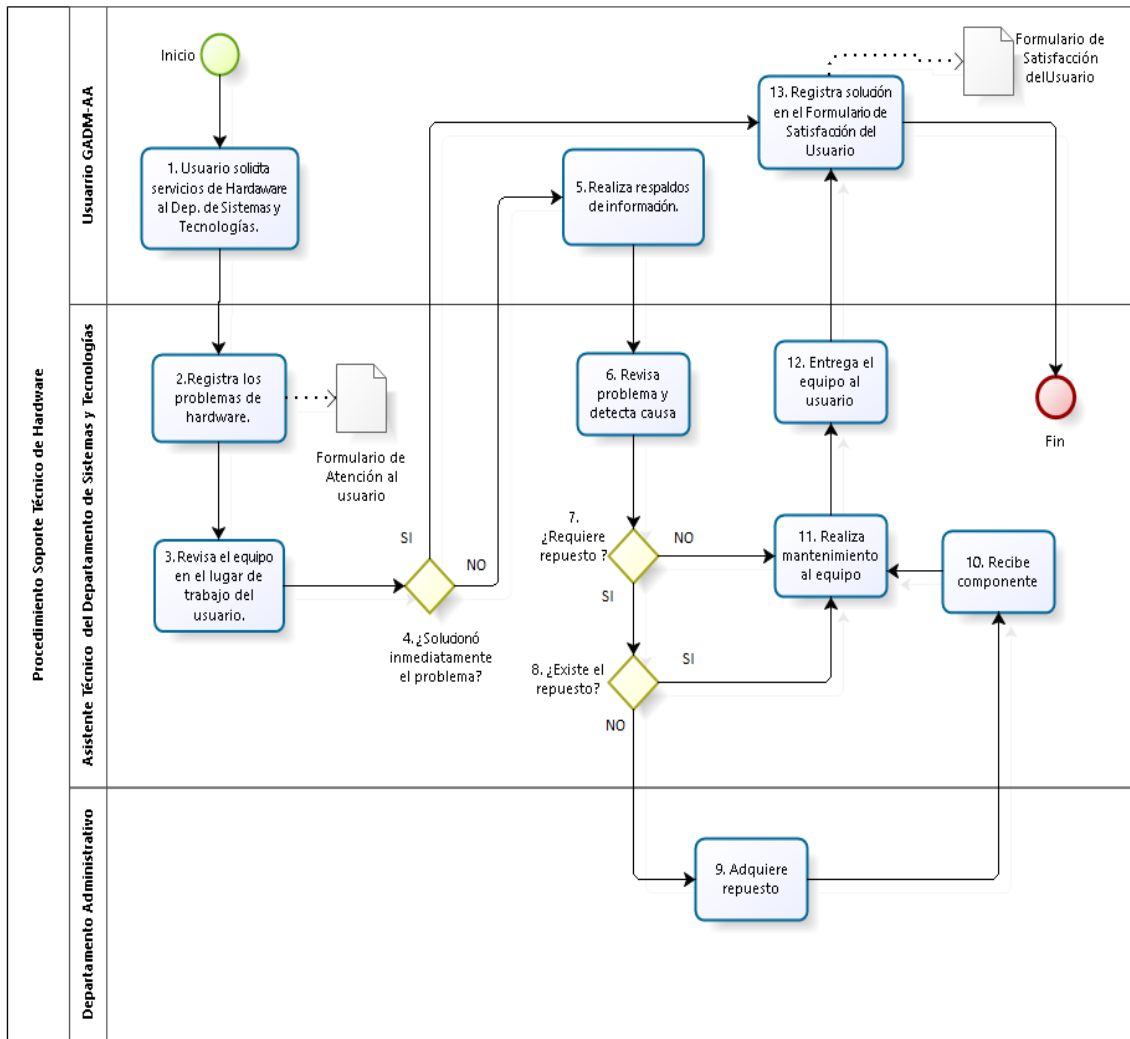 Procedimiento Soporte Técnico de Hardware
Usuarrio GADM-AA
Inicio
1. Usuario solicita
servicios de Hardaware
al Dep. de Sistemas y
Tecnologías.
5. Realiza respaldos
de información.
13. Registra solución
en el Formulario de
Satisfacción del
Usuario
Formulario de
Satisfacción
delUsuario
Asistente Técnico del Departamento de Sistemas y Tecnologías
2.Registra los
problemas de
hardware.
Formulario de
Atención al
usuario
3. Revisa el equipo
en el lugar de
trabajo del
usuario.
SI
NO
4. ¿Solucionó
inmediatamente
el problema?
6. Revisa
problema y
detecta causa
7.
¿Requiere
repuesto ?
NO
SI
8. ¿Existe el
repuesto?
SI
NO
12. Entrega el
equipo al
usuario
11. Realiza
mantenimiento
al equipo
10. Recibe
componente
Fin
Departamento Administrativo
9. Adquiere
repuesto